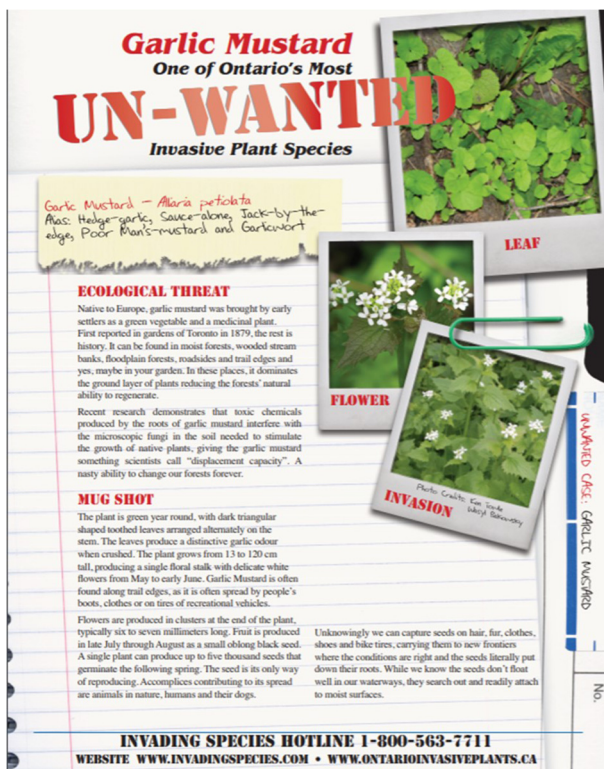 Garlic Mustard
One of Ontario's Most
UN-WANTED
Invasive Plant Species
Garlic Mustard – Alliaria petiolata
Alias: Hedge-garlic, Sauce-alone, Jack-by-the-
edge, Poor Man's-mustard and Garlicwort
LEAF
ECOLOGICAL THREAT
Native to Europe, garlic mustard was brought by early
settlers as a green vegetable and a medicinal plant.
First reported in gardens of Toronto in 1879, the rest is
history. It can be found in moist forests, wooded stream
banks, floodplain forests, roadsides and trail edges and
yes, maybe in your garden. In these places, it dominates
the ground layer of plants reducing the forests' natural
ability to regenerate.
Recent research demonstrates that toxic chemicals
produced by the roots of garlic mustard interfere with
the microscopic fungi in the soil needed to stimulate
the growth of native plants, giving the garlic mustard
something scientists call "displacement capacity". A
nasty ability to change our forests forever.
FLOWER
Photo Credits: Ken Towle
INVASION
UNWANTED CASE: GARLIC MUSTARD
MUG SHOT
The plant is green year round, with dark triangular
shaped toothed leaves arranged alternately on the
stem. The leaves produce a distinctive garlic odour
when crushed. The plant grows from 13 to 120 cm
tall, producing a single floral stalk with delicate white
flowers from May to early June. Garlic Mustard is often
found along trail edges, as it is often spread by people's
boots, clothes or on tires of recreational vehicles.
Flowers are produced in clusters at the end of the plant,
typically six to seven millimeters long. Fruit is produced
in late July through August as a small oblong black seed.
A single plant can produce up to five thousand seeds that
germinate the following spring. The seed is its only way
of reproducing. Accomplices contributing to its spread
are animals in nature, humans and their dogs.
Unknowingly we can capture seeds on hair, fur, clothes,
shoes and bike tires, carrying them to new frontiers
where the conditions are right and the seeds literally put
down their roots. While we know the seeds don't float
well in our waterways, they search out and readily attach
to moist surfaces.
No.
INVADING SPECIES HOTLINE 1-800-563-7711
WEBSITE WWW.INVADINGSPECIES.COM • WWW.ONTARIOINVASIVEPLANTS.CA